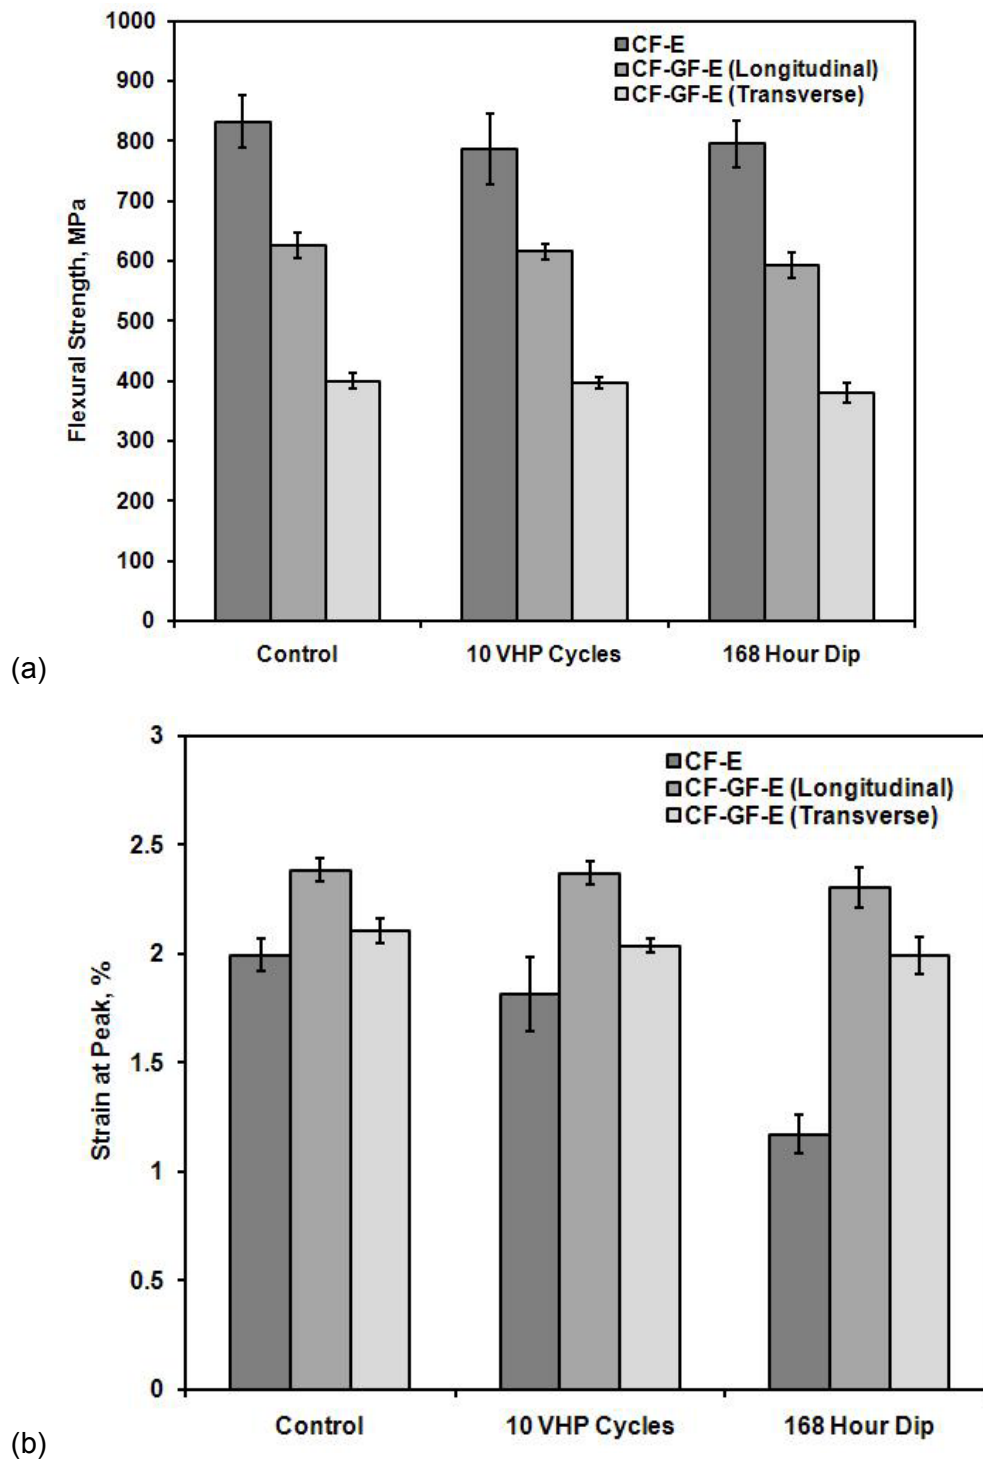 1000
900
800
700
600
500
400
300
200
100
0
Flexural Strength, MPa
CF-E
CF-GF-E (Longitudinal)
CF-GF-E (Transverse)
Control
10 VHP Cycles
168 Hour Dip
(a)
3
2.5
2
1.5
1
0.5
0
Strain at Peak, %
CF-E
CF-GF-E (Longitudinal)
CF-GF-E (Transverse)
Control
10 VHP Cycles
168 Hour Dip
(b)